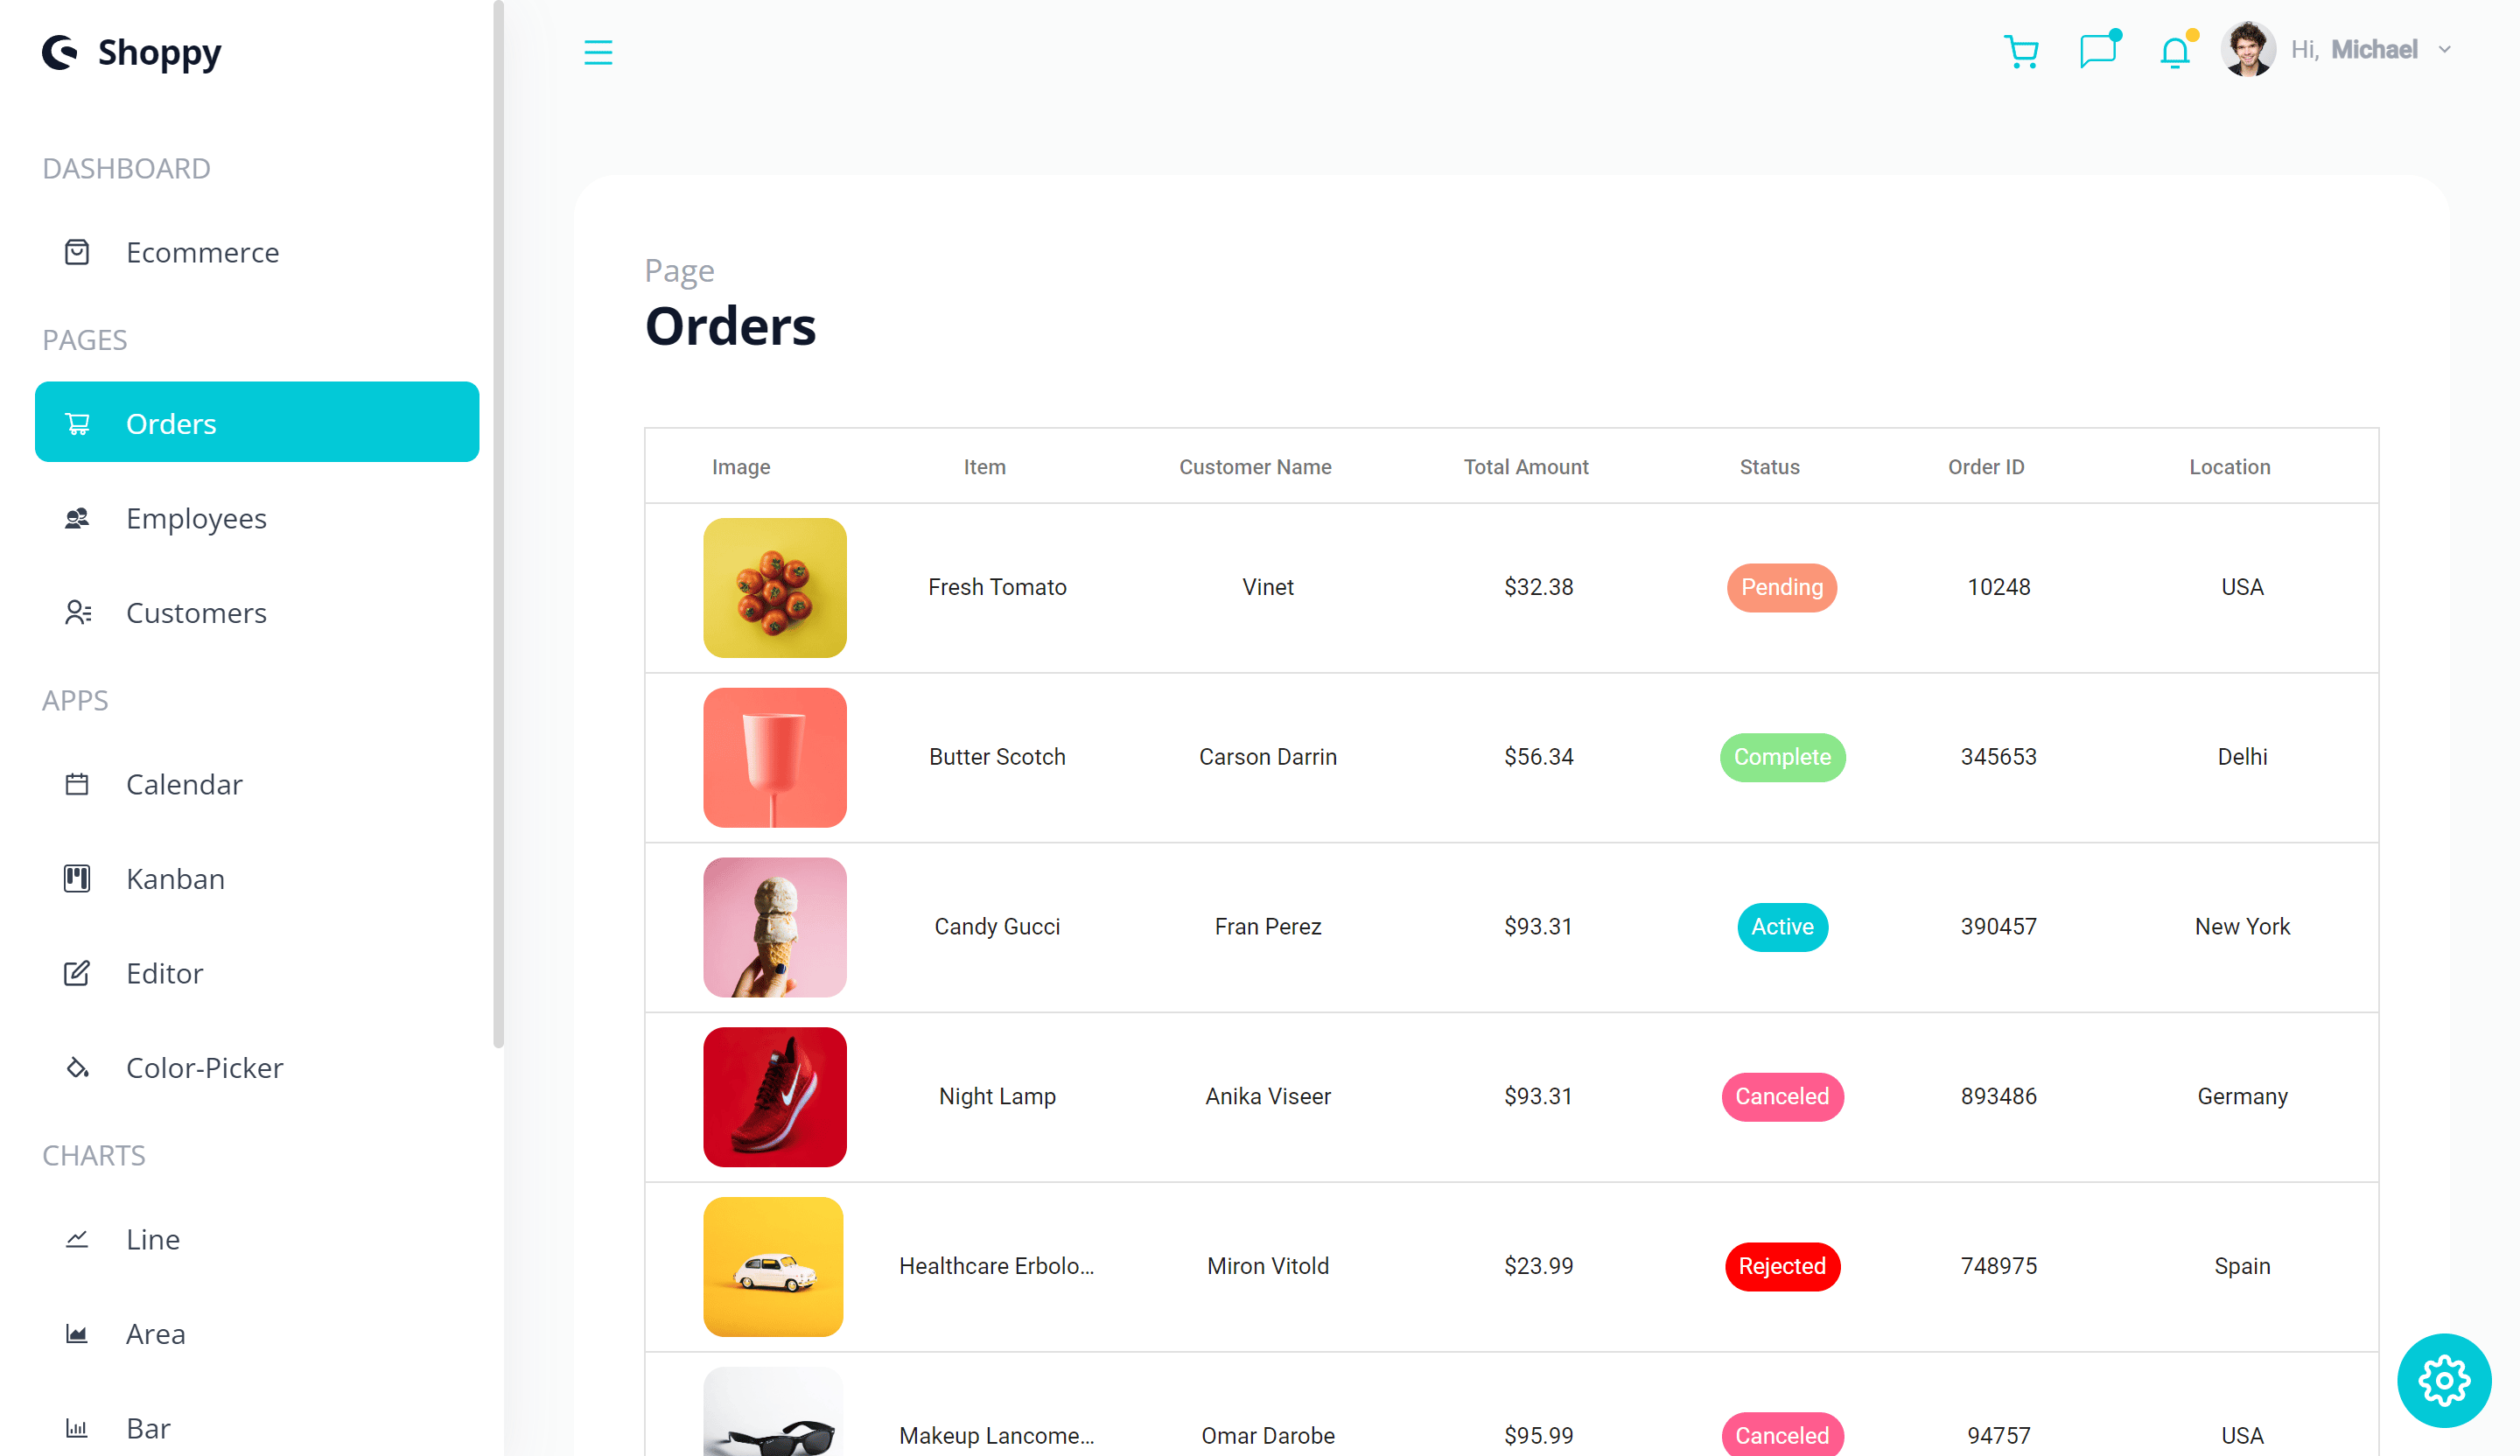 Shoppy
Hi, Michael
DASHBOARD
Ecommerce
PAGES
Orders
Employees
Customers
APPS
Calendar
Kanban
Editor
Color-Picker
CHARTS
Line
Area
Bar
Page
Orders
Image Item Customer Name Total Amount Status Order ID Location
Fresh Tomato Vinet $32.38 Pending 10248 USA
Butter Scotch Carson Darrin $56.34 Complete 345653 Delhi
Candy Gucci Fran Perez $93.31 Active 390457 New York
Night Lamp Anika Viseer $93.31 Canceled 893486 Germany
Healthcare Erbolo... Miron Vitold $23.99 Rejected 748975 Spain
Makeup Lancome... Omar Darobe $95.99 Canceled 94757 USA